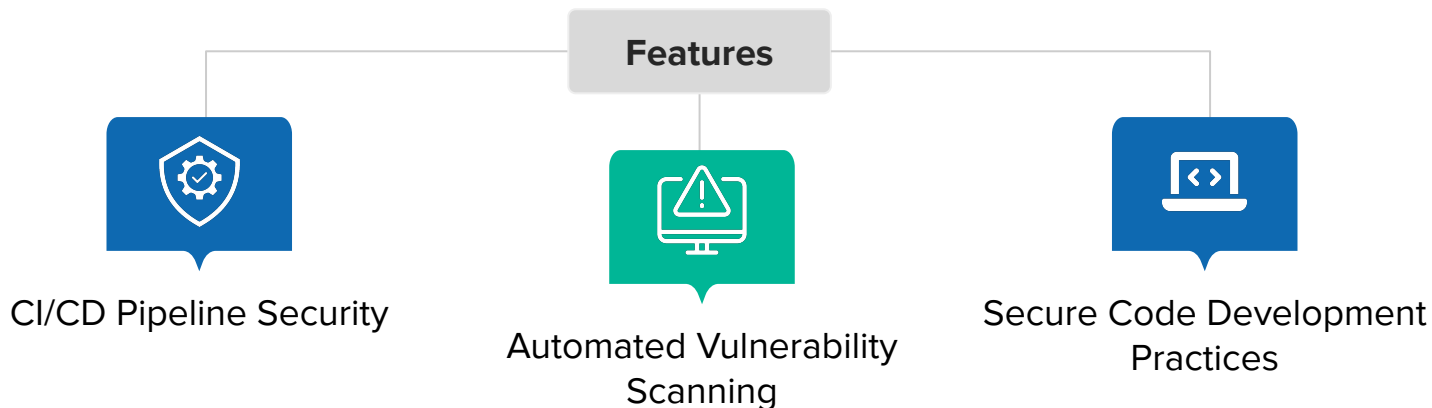 Features
CI/CD Pipeline Security
Automated Vulnerability
Scanning
Secure Code Development
Practices